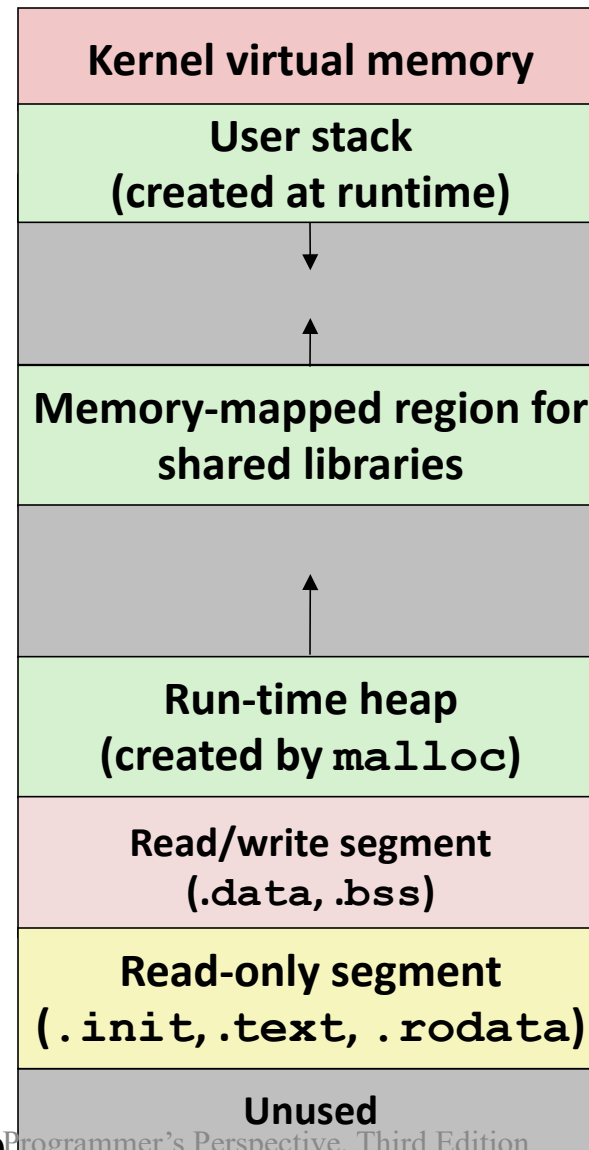 Kernel virtual memory
User stack
(created at runtime)
Memory-mapped region for
shared libraries
Run-time heap
(created by malloc)
Read/write segment
(.data, .bss)
Read-only segment
(.init, .text, .rodata)
Unused
Programmer's Perspective, Third Edition